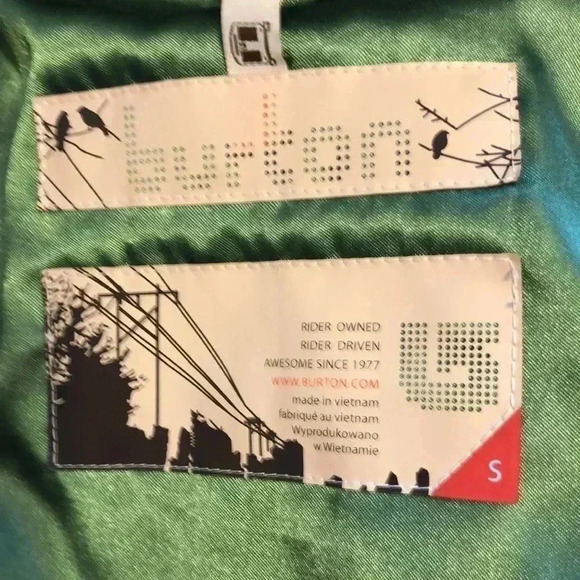 burton
RIDER OWNED
RIDER DRIVEN
AWESOME SINCE 1977
WWW.BURTON.COM
made in vietnam
fabriqué au vietnam
Wyprodukowano
w Wietnamie
S